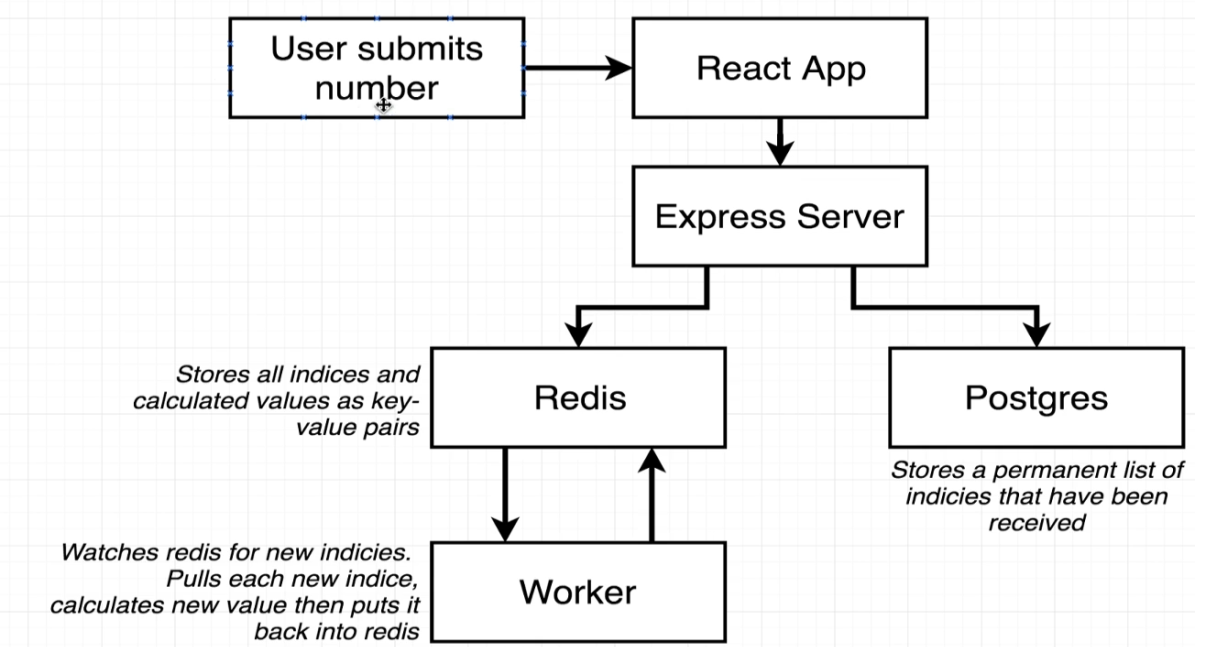 User submits
number
React App
Express Server
Stores all indices and
calculated values as key-
value pairs
Redis
Postgres
Stores a permanent list of
indicies that have been
received
Watches redis for new indicies.
Pulls each new indice,
calculates new value then puts it
back into redis
Worker